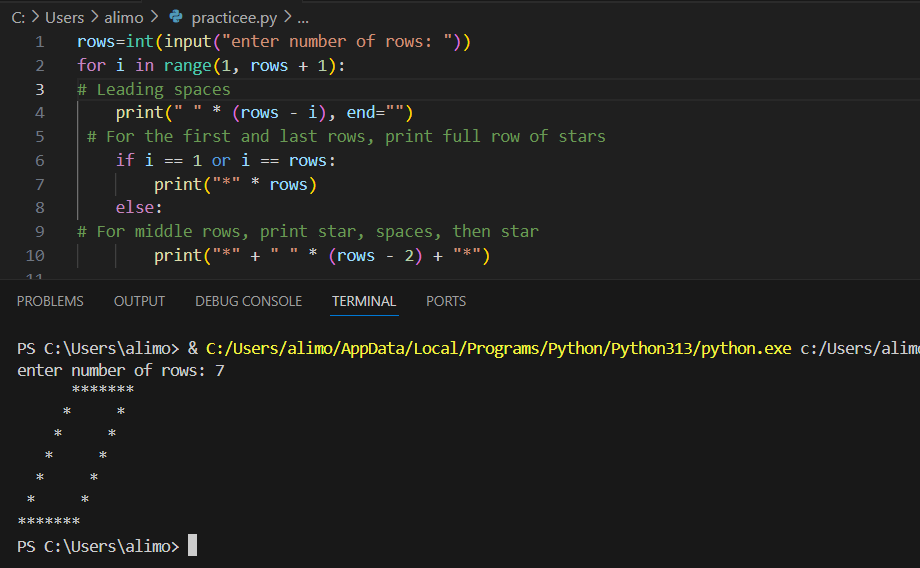 C: > Users > alimo > practicee.py > ...
1 rows=int(input("enter number of rows: "))
2 for i in range(1, rows + 1):
3 # Leading spaces
4     print(" " * (rows - i), end="")
5  # For the first and last rows, print full row of stars
6     if i == 1 or i == rows:
7         print("*" * rows)
8     else:
9 # For middle rows, print star, spaces, then star
10         print("*" + " " * (rows - 2) + "*")
11
PROBLEMS OUTPUT DEBUG CONSOLE TERMINAL PORTS
PS C:\Users\alimo> & C:/Users/alimo/AppData/Local/Programs/Python/Python313/python.exe c:/Users/alimo
enter number of rows: 7
      *******
     *     *
    *     *
   *     *
  *     *
 *     *
*******
PS C:\Users\alimo>